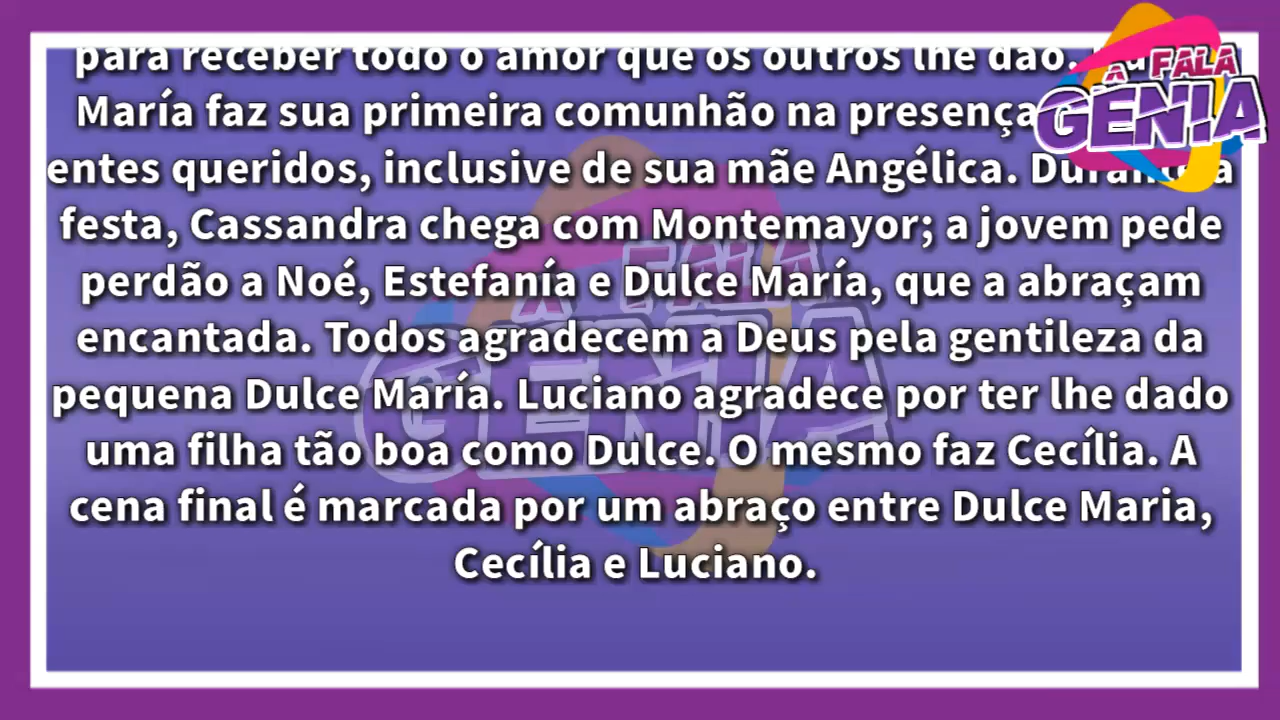 para receber todo o amor que os outros lhe dão.
María faz sua primeira comunhão na presença
entes queridos, inclusive de sua mãe Angélica. Durante a
festa, Cassandra chega com Montemayor; a jovem pede
perdão a Noé, Estefanía e Dulce María, que a abraçam
encantada. Todos agradecem a Deus pela gentileza da
pequena Dulce María. Luciano agradece por ter lhe dado
uma filha tão boa como Dulce. O mesmo faz Cecília. A
cena final é marcada por um abraço entre Dulce Maria,
Cecília e Luciano.
FALA
GÊNIA